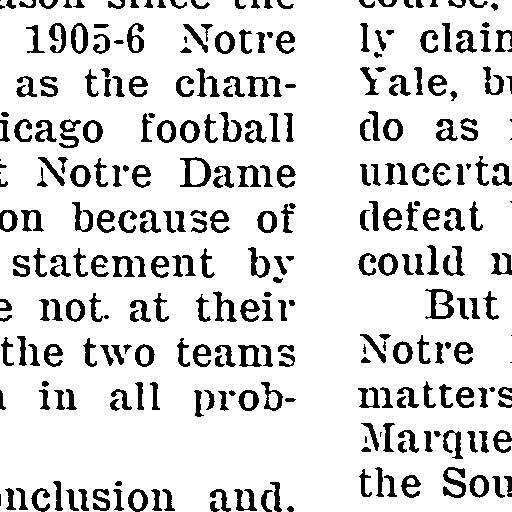 1905-6 Notre
as the cham-
icago football
Notre Dame
on because of
statement by
e not at their
the two teams
in all prob-
nclusion and.
ly clain
Yale, bu
do as
uncerta
defeat
could n
But
Notre
matters
Marque
the Sou